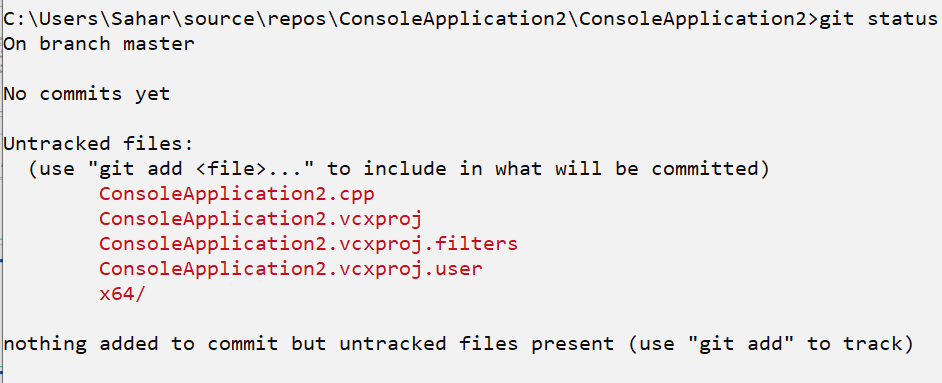 C:\Users\Sahar\source\repos\ConsoleApplication2\ConsoleApplication2>git status
On branch master
No commits yet
Untracked files:
(use "git add <file>..." to include in what will be committed)
ConsoleApplication2.cpp
ConsoleApplication2.vcxproj
ConsoleApplication2.vcxproj.filters
ConsoleApplication2.vcxproj.user
x64/
nothing added to commit but untracked files present (use "git add" to track)